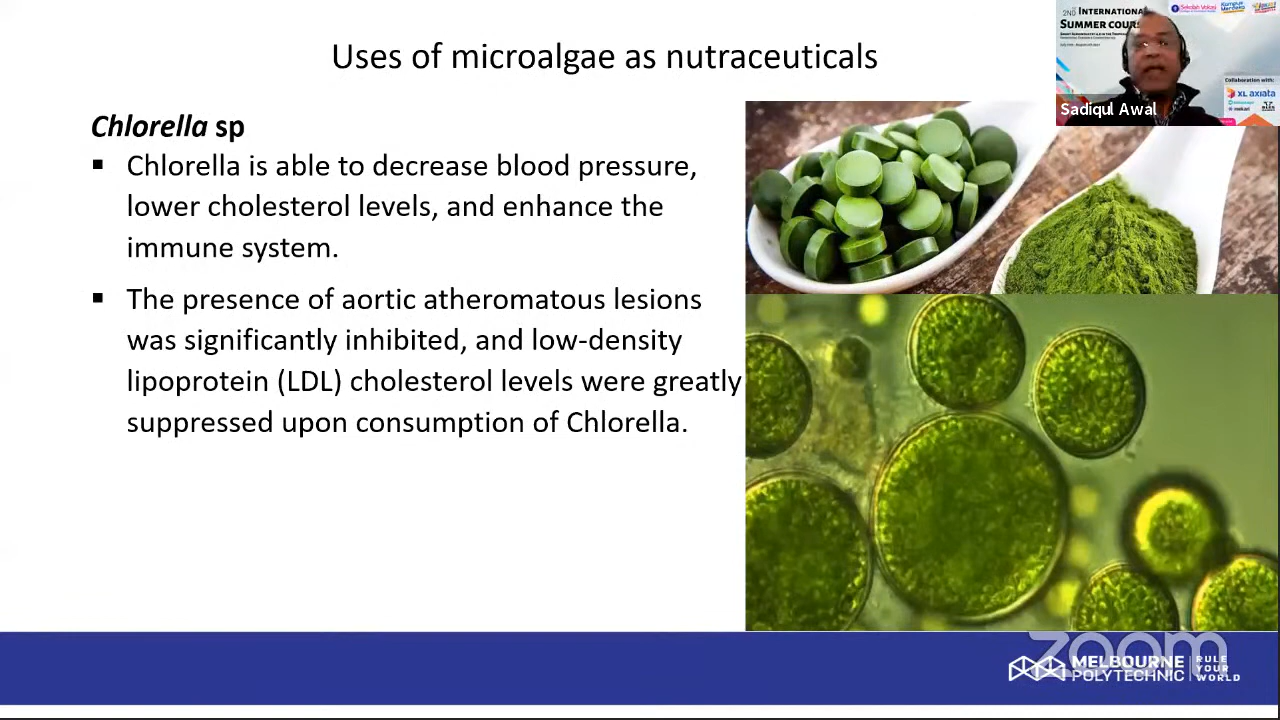 Uses of microalgae as nutraceuticals
2ND INTERNATIONAL
SUMMER COURS
Collaboration with:
XL axiata
Sadiqul Awal
Chlorella sp
▪ Chlorella is able to decrease blood pressure,
lower cholesterol levels, and enhance the
immune system.
▪ The presence of aortic atheromatous lesions
was significantly inhibited, and low-density
lipoprotein (LDL) cholesterol levels were greatly
suppressed upon consumption of Chlorella.
zoom
MELBOURNE
POLYTECHNIC
RULE
YOUR
WORLD